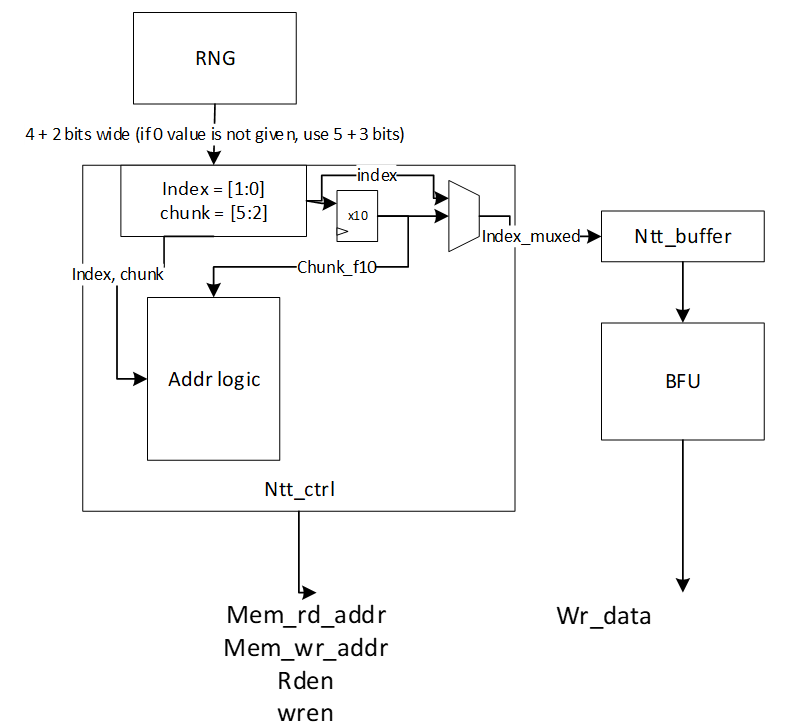 RNG
4 + 2 bits wide (if 0 value is not given, use 5 + 3 bits)
Index = [1:0]
chunk = [5:2]
index
x10
Index_muxed
Ntt_buffer
Index, chunk
Chunk_f10
Addr logic
BFU
Ntt_ctrl
Mem_rd_addr
Mem_wr_addr
Rden
wren
Wr_data